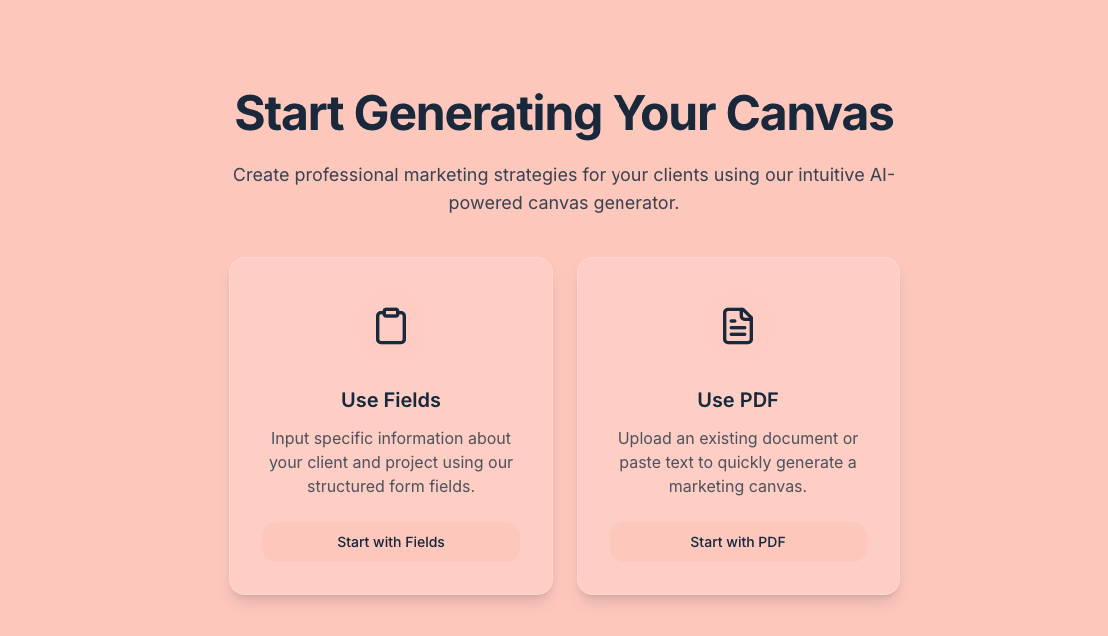 Start Generating Your Canvas
Create professional marketing strategies for your clients using our intuitive AI-
powered canvas generator.
Use Fields
Input specific information about
your client and project using our
structured form fields.
Start with Fields
Use PDF
Upload an existing document or
paste text to quickly generate a
marketing canvas.
Start with PDF